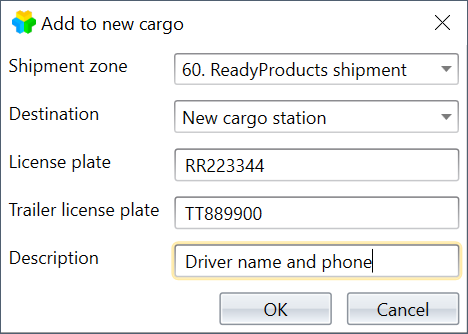 Add to new cargo
Shipment zone 60. ReadyProducts shipment
Destination New cargo station
License plate RR223344
Trailer license plate TT889900
Description Driver name and phone
OK Cancel